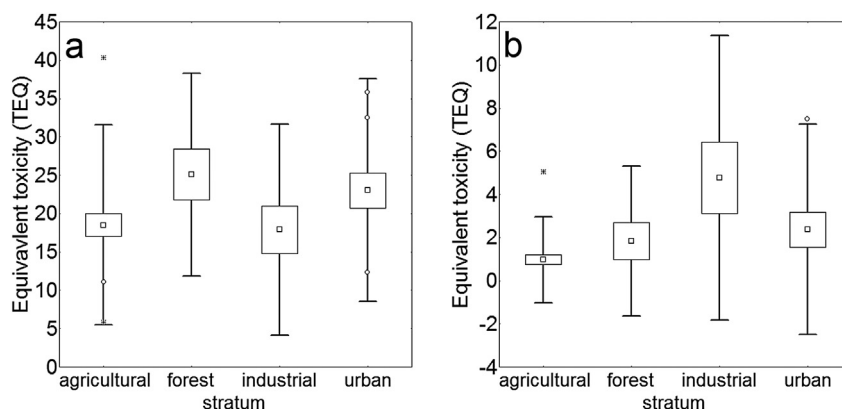 a
Equivavlent toxicity (TEQ)
45
40
35
30
25
20
15
10
5
0
agricultural forest industrial urban
stratum
b
Equivalent toxicity (TEQ)
12
10
8
6
4
2
0
-2
-4
agricultural forest industrial urban
stratum